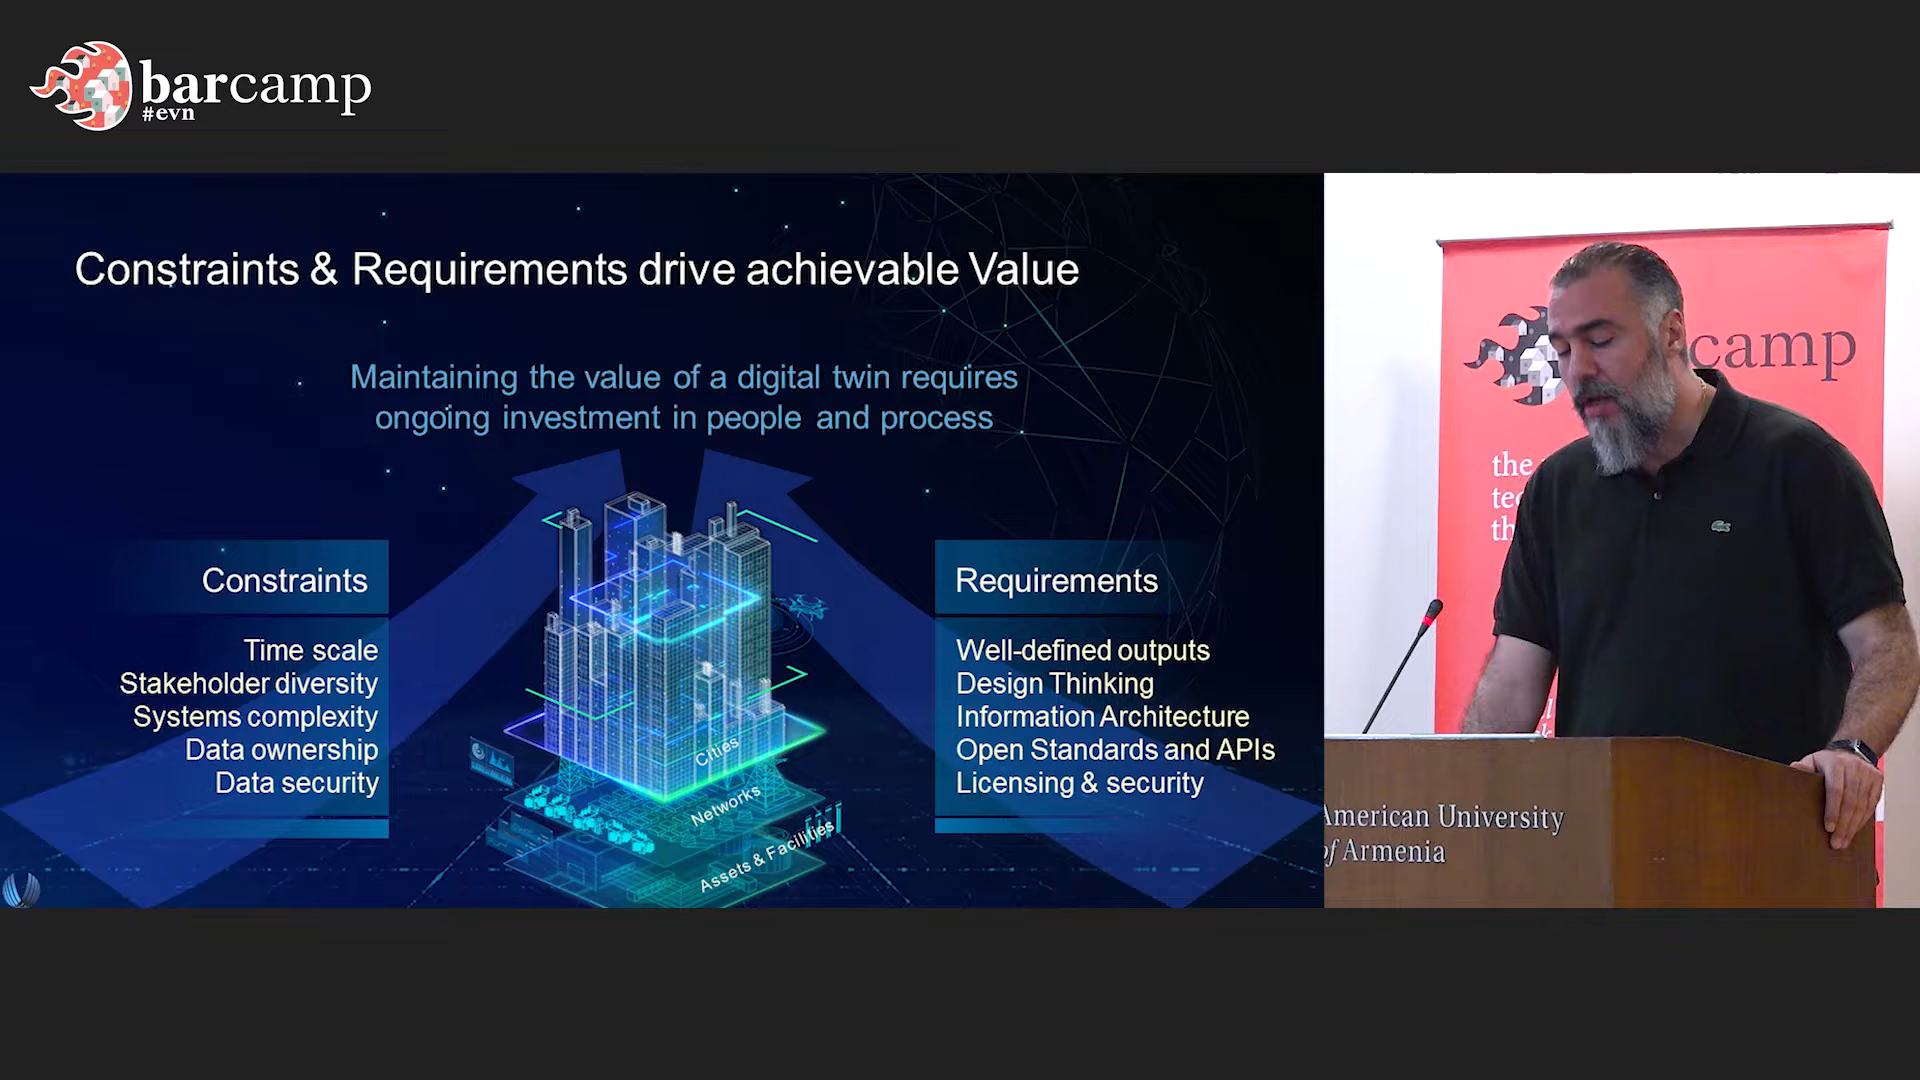 barcamp
#evn
Constraints & Requirements drive achievable Value
Maintaining the value of a digital twin requires
ongoing investment in people and process
Constraints
Time scale
Stakeholder diversity
Systems complexity
Data ownership
Data security
Requirements
Well-defined outputs
Design Thinking
Information Architecture
Open Standards and APIs
Licensing & security
Cities
Networks
Assets & Facilities
camp
the
American University
of Armenia